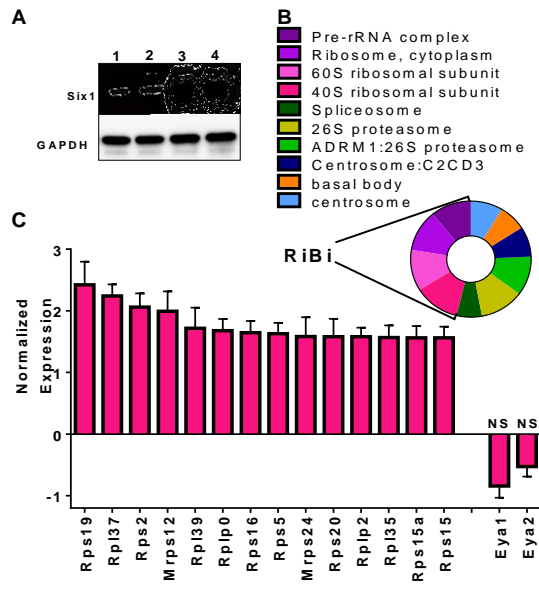 A
1 2 3 4
Six1
GAPDH
B
Pre-rRNA complex
Ribosome, cytoplasm
60S ribosomal subunit
40S ribosomal subunit
Spliceosome
26S proteasome
ADRM1:26S proteasome
Centrosome:C2CD3
basal body
centrosome
RiBi
C
Normalized
Expression
3
2
1
0
-1
NS NS
Rps19
Rpl37
Rps2
Mrps12
Rpl39
Rplp0
Rps16
Rps5
Mrps24
Rps20
Rplp2
Rpl35
Rps15a
Rps15
Eya1
Eya2